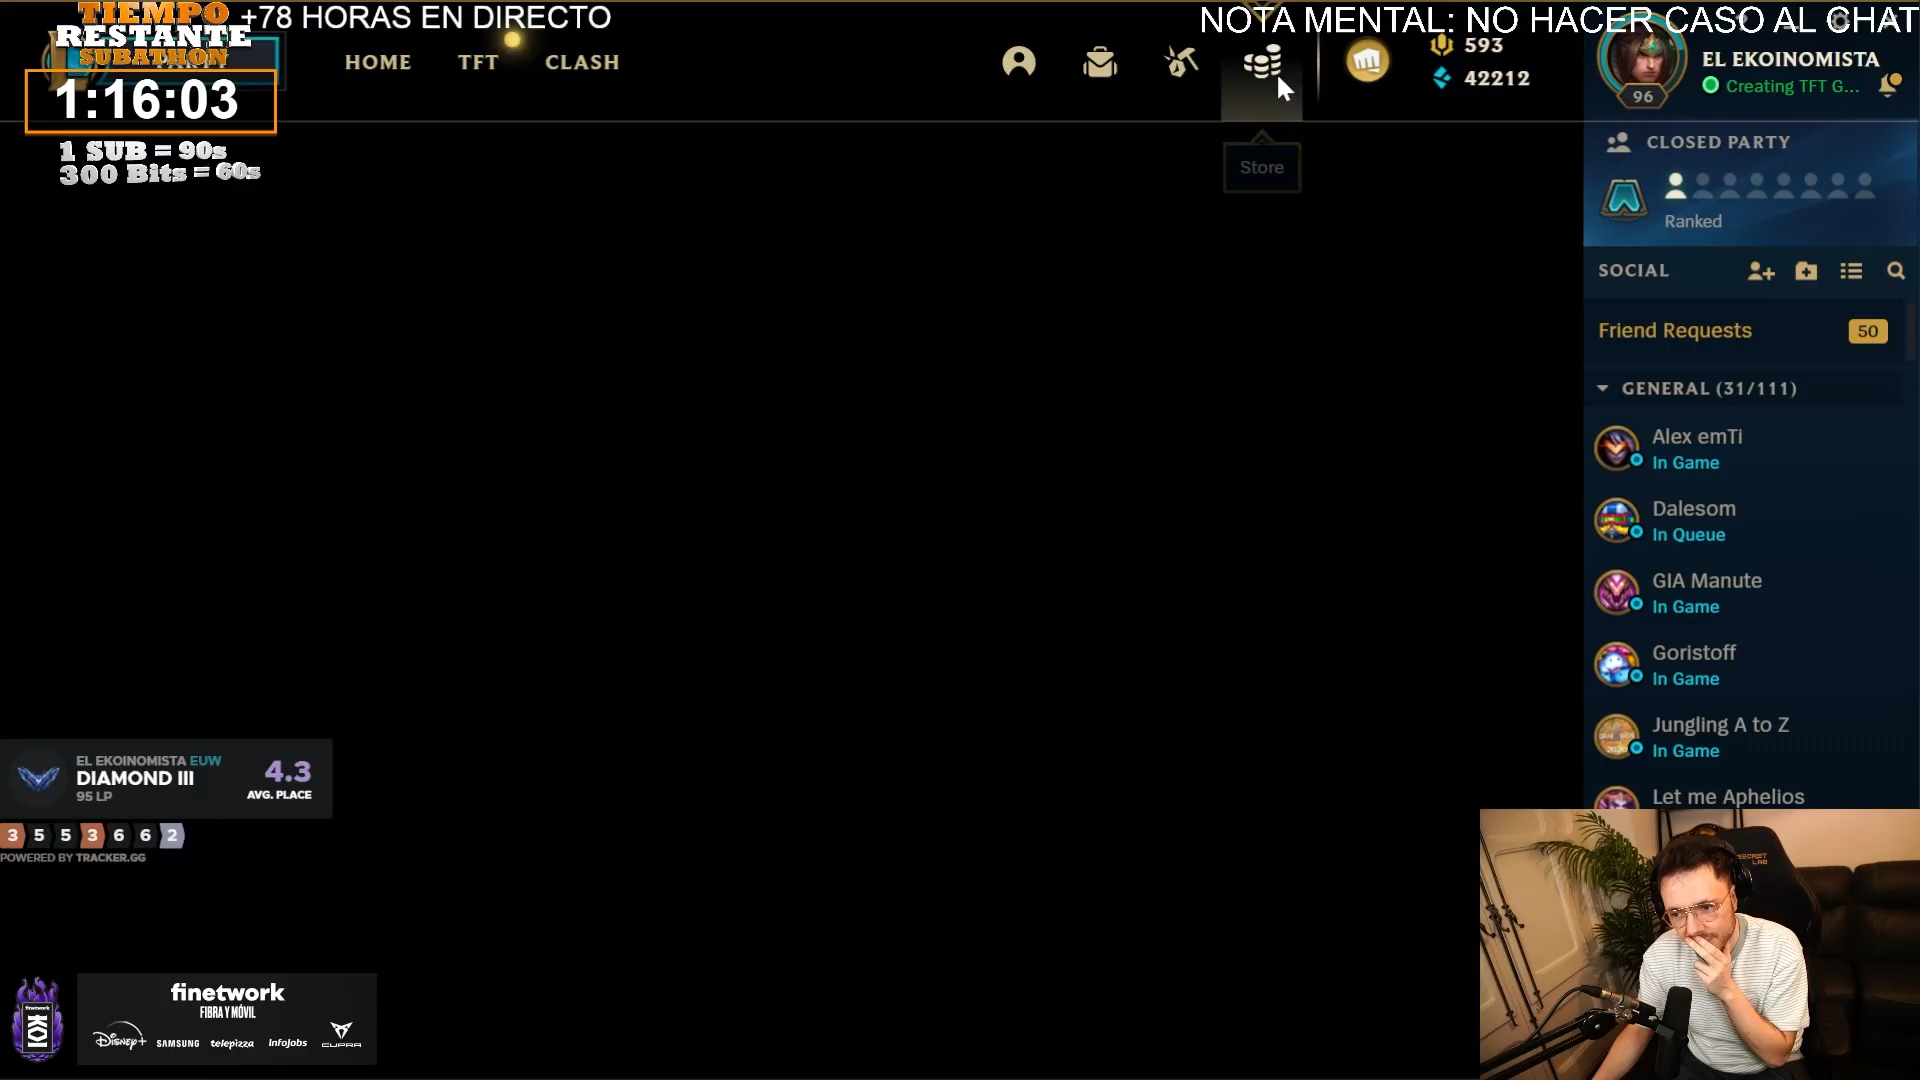 TIEMPO
RESTANTE
SUBATHON
1:16:03
1 SUB = 90s
300 Bits = 60s
+78 HORAS EN DIRECTO
NOTA MENTAL: NO HACER CASO AL CHAT
HOME
TFT
CLASH
593
42212
Store
96
EL EKOINOMISTA
Creating TFT G...
CLOSED PARTY
Ranked
SOCIAL
Friend Requests
50
GENERAL (31/111)
Alex emTi
In Game
Dalesom
In Queue
GIA Manute
In Game
Goristoff
In Game
Jungling A to Z
In Game
Let me Aphelios
EL EKOINOMISTA EUW
DIAMOND III
95 LP
4.3
AVG. PLACE
3 5 5 3 6 6 2
POWERED BY TRACKER.GG
finetwork
KOI
finetwork
FIBRA Y MÓVIL
Disney+
SAMSUNG
telepizza
InfoJobs
CUPRA
SECRET
LAB